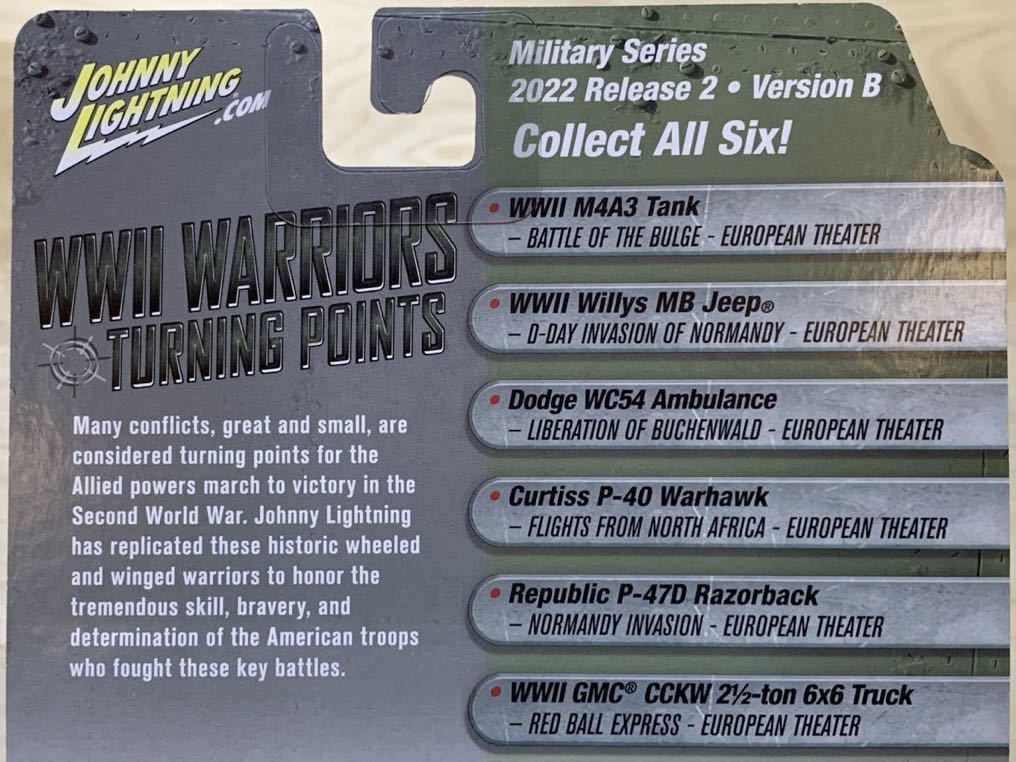 JOHNNY
LIGHTNING
.COM
WWII WARRIORS
TURNING POINTS
Many conflicts, great and small, are
considered turning points for the
Allied powers march to victory in the
Second World War. Johnny Lightning
has replicated these historic wheeled
and winged warriors to honor the
tremendous skill, bravery, and
determination of the American troops
who fought these key battles.
Military Series
2022 Release 2 • Version B
Collect All Six!
• WWII M4A3 Tank
– BATTLE OF THE BULGE - EUROPEAN THEATER
• WWII Willys MB Jeep®
– D-DAY INVASION OF NORMANDY - EUROPEAN THEATER
• Dodge WC54 Ambulance
– LIBERATION OF BUCHENWALD - EUROPEAN THEATER
• Curtiss P-40 Warhawk
– FLIGHTS FROM NORTH AFRICA - EUROPEAN THEATER
• Republic P-47D Razorback
– NORMANDY INVASION - EUROPEAN THEATER
• WWII GMC® CCKW 2½-ton 6x6 Truck
– RED BALL EXPRESS - EUROPEAN THEATER